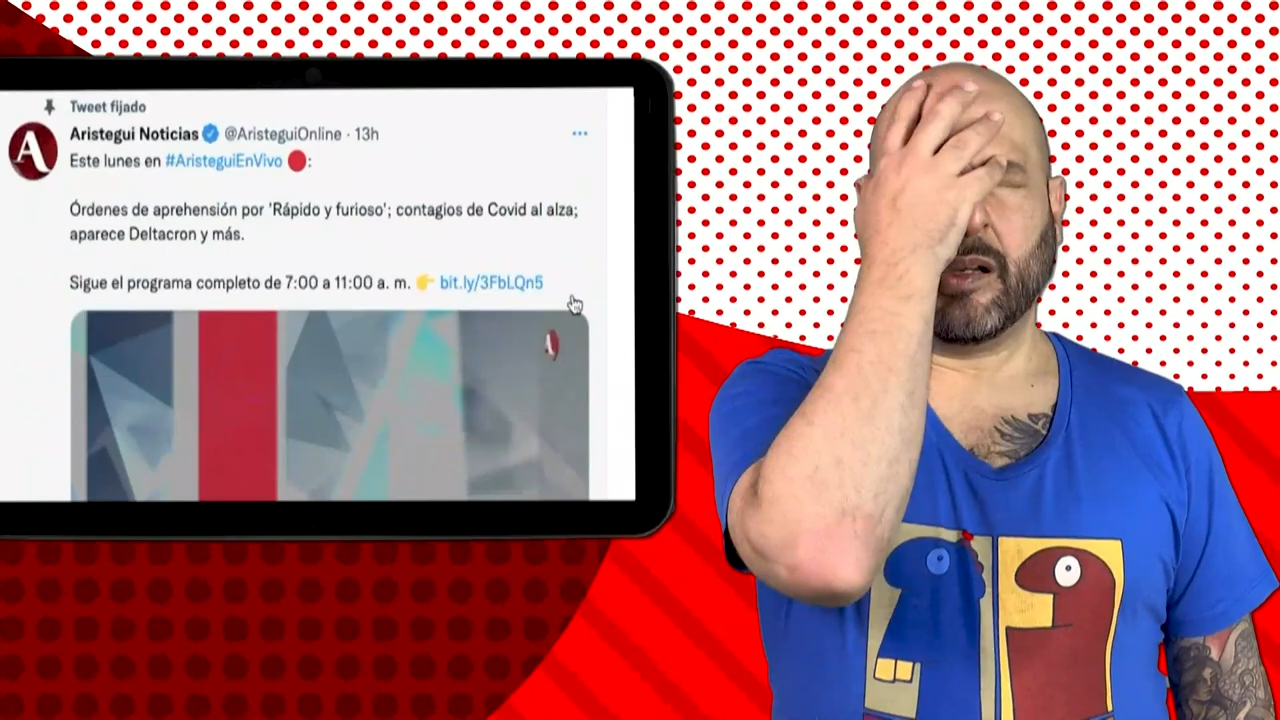 Tweet fijado
Aristegui Noticias @AristeguiOnline · 13h
Este lunes en #AristeguiEnVivo 🔴:
Órdenes de aprehensión por 'Rápido y furioso'; contagios de Covid al alza;
aparece Deltacron y más.
Sigue el programa completo de 7:00 a 11:00 a. m. 👉 bit.ly/3FbLQn5